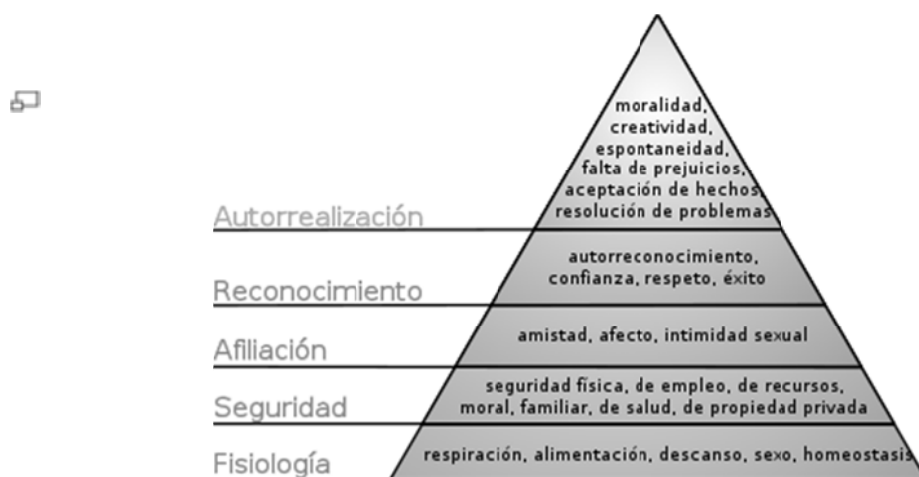 moralidad,
creatividad,
espontaneidad,
falta de prejuicios,
aceptación de hechos,
resolución de problemas
Autorrealización
autorreconocimiento,
confianza, respeto, éxito
Reconocimiento
amistad, afecto, intimidad sexual
Afiliación
seguridad física, de empleo, de recursos,
moral, familiar, de salud, de propiedad privada
Seguridad
respiración, alimentación, descanso, sexo, homeostasis
Fisiología